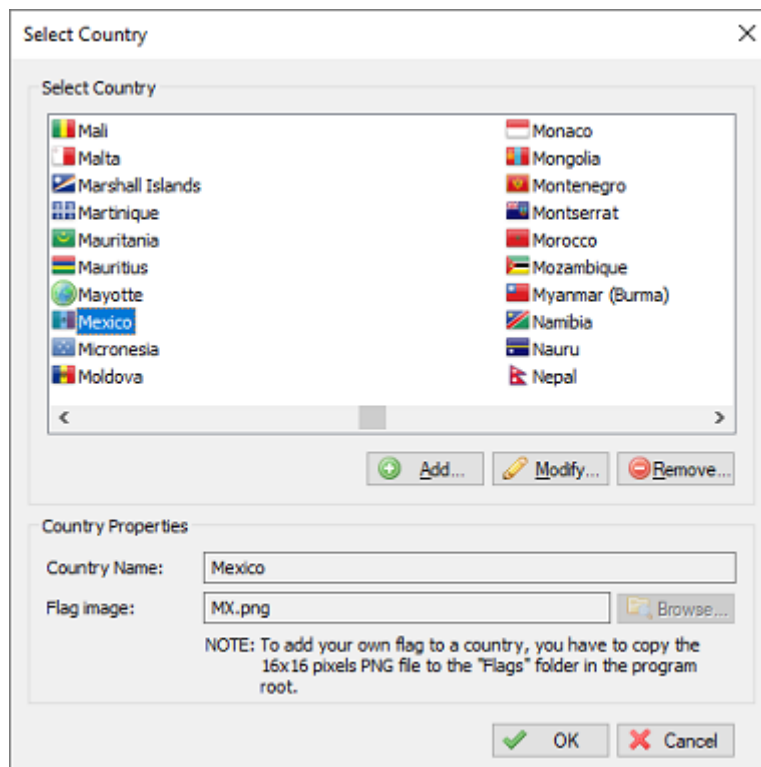 Select Country
Select Country
Mali
Malta
Marshall Islands
Martinique
Mauritania
Mauritius
Mayotte
Mexico
Micronesia
Moldova
Monaco
Mongolia
Montenegro
Montserrat
Morocco
Mozambique
Myanmar (Burma)
Namibia
Nauru
Nepal
Add...
Modify...
Remove...
Country Properties
Country Name: Mexico
Flag image: MX.png
Browse...
NOTE: To add your own flag to a country, you have to copy the
16x16 pixels PNG file to the "Flags" folder in the program
root.
OK
Cancel